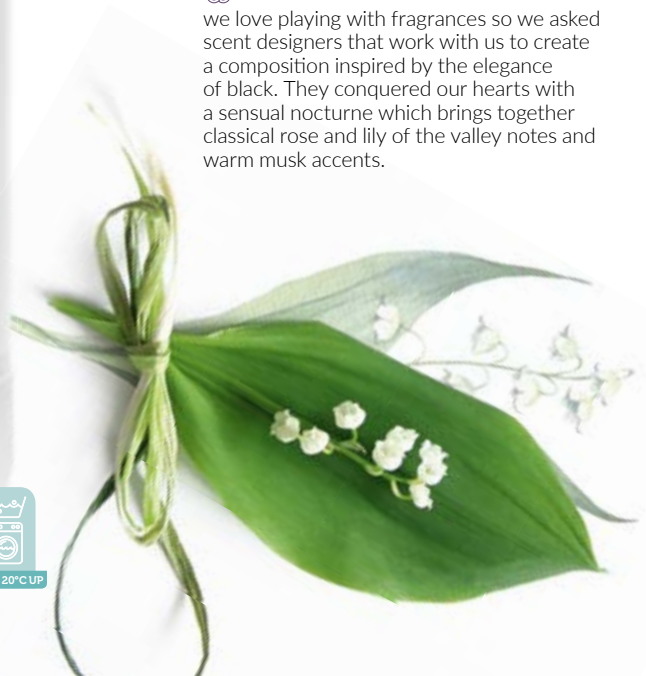 we love playing with fragrances so we asked
scent designers that work with us to create
a composition inspired by the elegance
of black. They conquered our hearts with
a sensual nocturne which brings together
classical rose and lily of the valley notes and
warm musk accents.
20°C UP